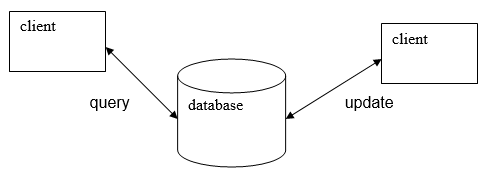 client
client
query
database
update